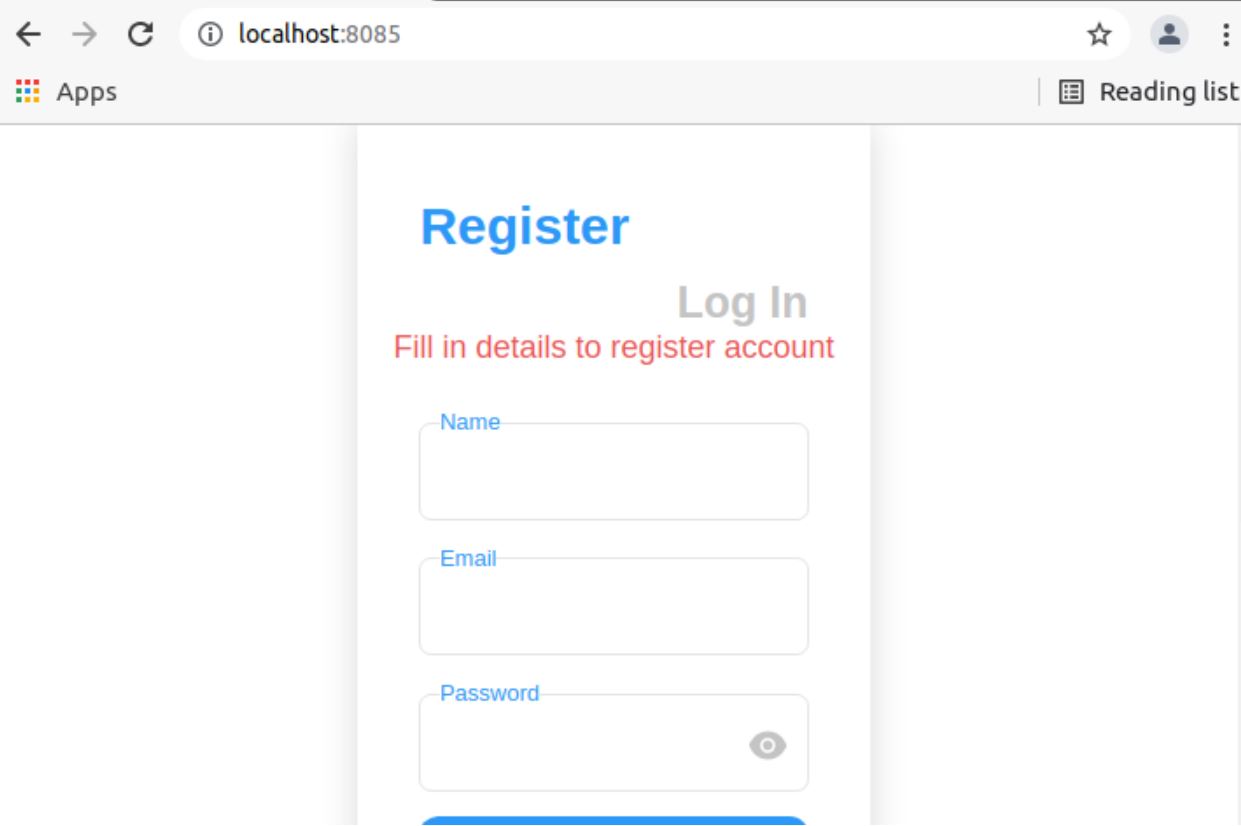 localhost:8085
Apps
Reading list
Register
Log In
Fill in details to register account
Name
Email
Password